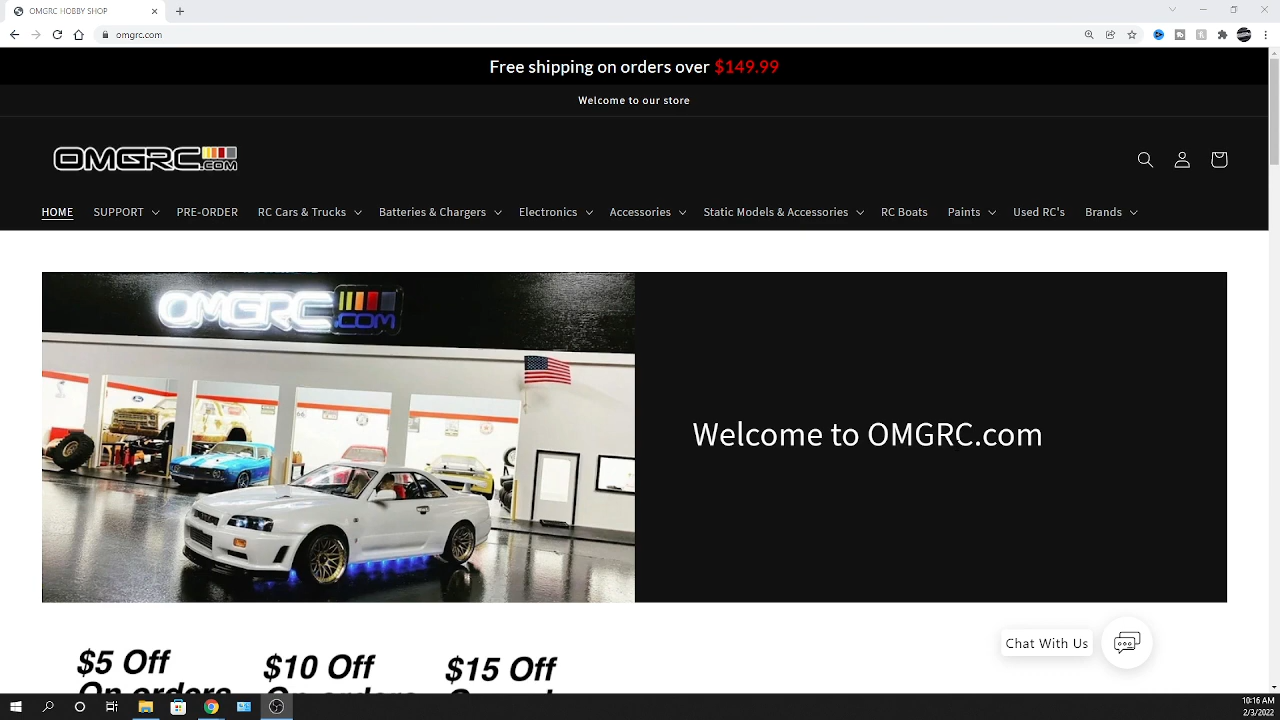 OMGRC HOBBY SHOP
omgrc.com
Free shipping on orders over $149.99
Welcome to our store
OMGRC.COM
HOME SUPPORT PRE-ORDER RC Cars & Trucks Batteries & Chargers Electronics Accessories Static Models & Accessories RC Boats Paints Used RC's Brands
OMGRC.COM
Welcome to OMGRC.com
Chat With Us
$5 Off $10 Off $15 Off
On orders On orders
10:16 AM
2/3/2022